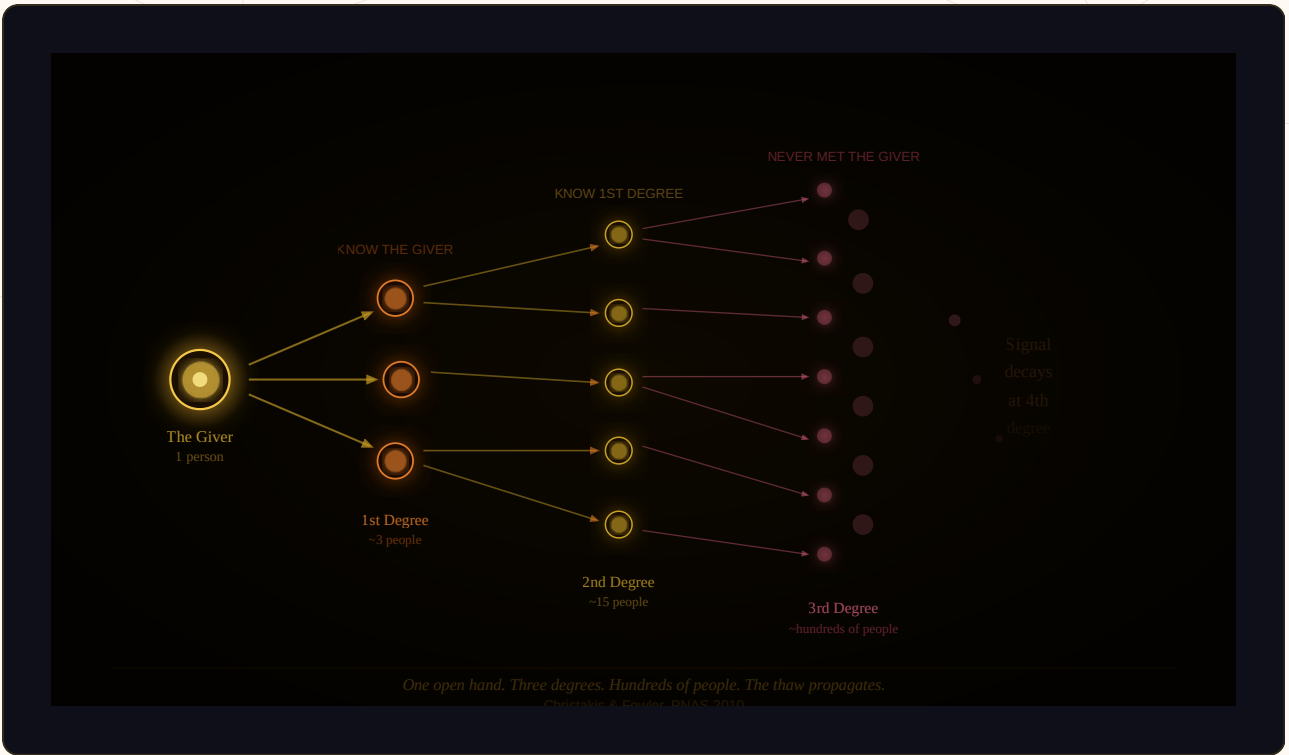 NEVER MET THE GIVER
KNOW 1ST DEGREE
KNOW THE GIVER
Signal
decays
at 4th
degree
The Giver
1 person
1st Degree
~3 people
2nd Degree
~15 people
3rd Degree
~hundreds of people
One open hand. Three degrees. Hundreds of people. The thaw propagates.
Christakis & Fowler, PNAS 2010